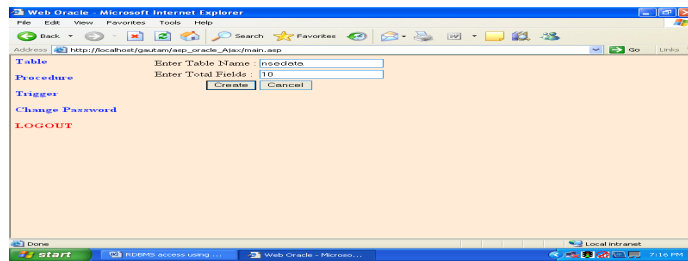 Web Oracle - Microsoft Internet Explorer
File Edit View Favorites Tools Help
Back Search Favorites
Address http://localhost/gautam/asp_oracle_Ajax/main.asp Go Links
Table
Enter Table Name : nsedata
Procedure
Enter Total Fields : 10
Create Cancel
Trigger
Change Password
LOGOUT
Done Local intranet
start RDBMS access using ... Web Oracle - Microso... 7:16 PM